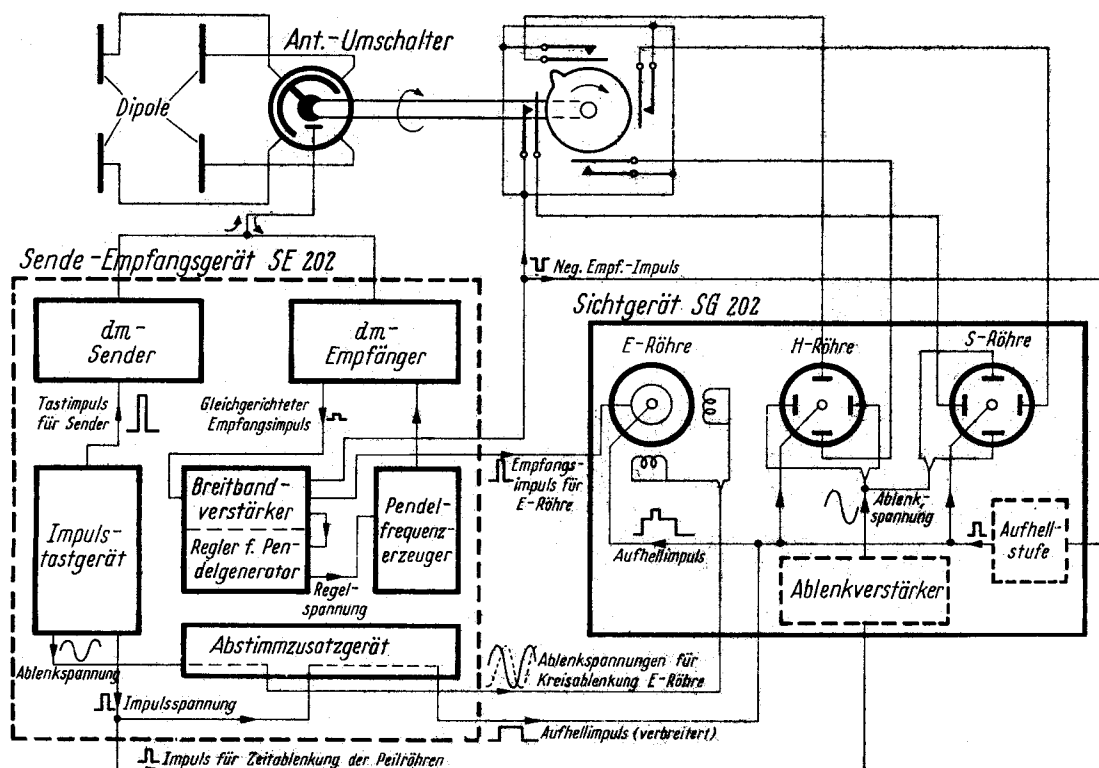 Ant.-Umschalter
Dipole
Sende-Empfangsgerät SE 202
Neg. Empf.-Impuls
Sichtgerät SG 202
dm-
Sender
dm-
Empfänger
E-Röhre
H-Röhre
S-Röhre
Tastimpuls
für Sender
Gleichgerichteter
Empfangsimpuls
Impuls-
tastgerät
Breitband-
verstärker
Regler f. Pen-
delgenerator
Pendel-
frequenz-
erzeuger
Regel-
spannung
Empfangs-
impuls für
E-Röhre
Aufhellimpuls
Ablenk-
spannung
Aufhell-
stufe
Ablenkverstärker
Abstimmzusatzgerät
Ablenkspannung
Ablenkspannungen für
Kreisablenkung E-Röhre
Impulsspannung
Aufhellimpuls (verbreitert)
Impuls für Zeitablenkung der Peilröhren